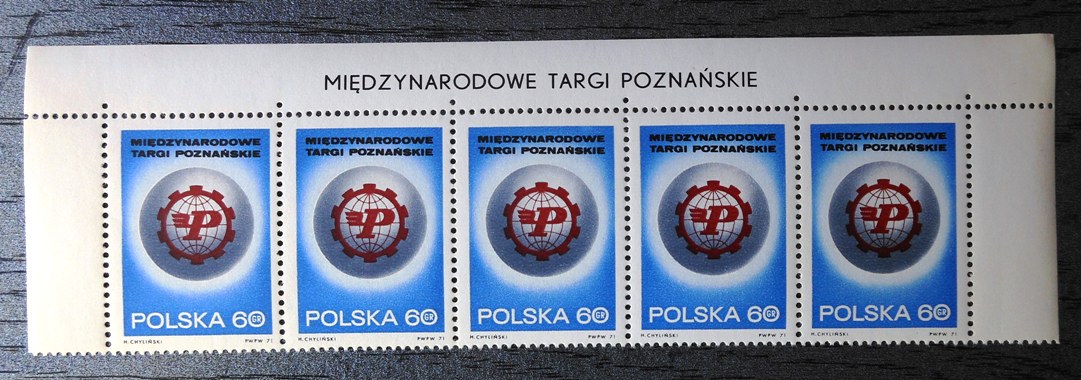 MIĘDZYNARODOWE TARGI POZNAŃSKIE
MIĘDZYNARODOWE
TARGI POZNAŃSKIE
P
POLSKA 60 GR
H. CHYLIŃSKI PWPW 71
MIĘDZYNARODOWE
TARGI POZNAŃSKIE
P
POLSKA 60 GR
H. CHYLIŃSKI PWPW 71
MIĘDZYNARODOWE
TARGI POZNAŃSKIE
P
POLSKA 60 GR
H. CHYLIŃSKI PWPW 71
MIĘDZYNARODOWE
TARGI POZNAŃSKIE
P
POLSKA 60 GR
H. CHYLIŃSKI PWPW 71
MIĘDZYNARODOWE
TARGI POZNAŃSKIE
P
POLSKA 60 GR
H. CHYLIŃSKI PWPW 71